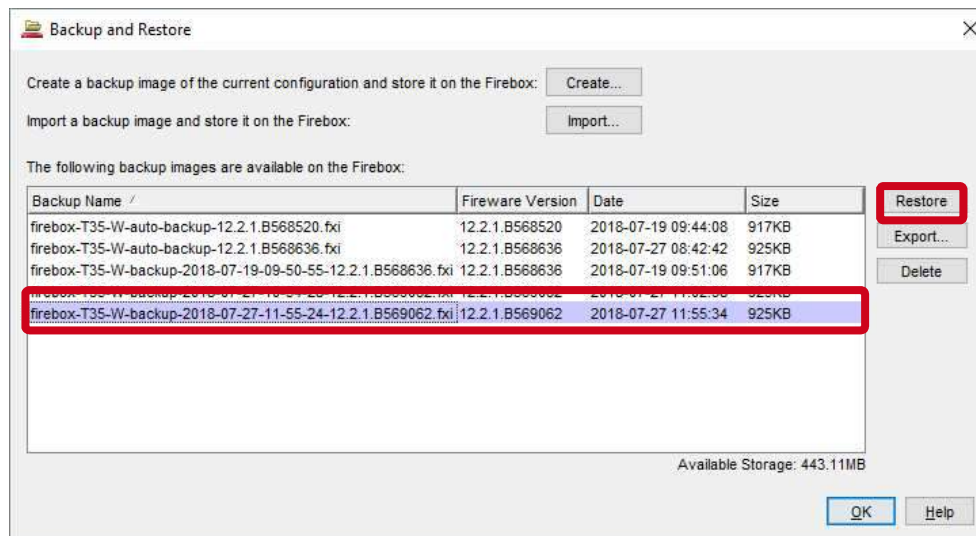 Backup and Restore
Create a backup image of the current configuration and store it on the Firebox: Create...
Import a backup image and store it on the Firebox: Import...
The following backup images are available on the Firebox:
Backup Name / Fireware Version Date Size Restore
firebox-T35-W-auto-backup-12.2.1.B568520.fxi 12.2.1.B568520 2018-07-19 09:44:08 917KB
Export...
firebox-T35-W-auto-backup-12.2.1.B568636.fxi 12.2.1.B568636 2018-07-27 08:42:42 925KB
firebox-T35-W-backup-2018-07-19-09-50-55-12.2.1.B568636.fxi 12.2.1.B568636 2018-07-19 09:51:06 917KB
Delete
firebox-T35-W-backup-2018-07-27-11-55-24-12.2.1.B569062.fxi 12.2.1.B569062 2018-07-27 11:55:34 925KB
Available Storage: 443.11MB
OK Help